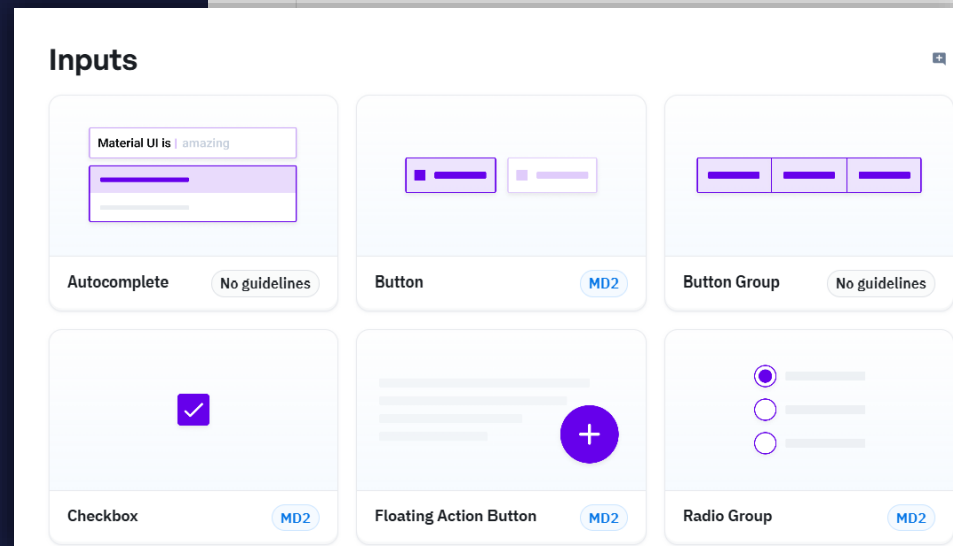 Inputs
Material UI is | amazing
Autocomplete
No guidelines
Button
MD2
Button Group
No guidelines
Checkbox
MD2
Floating Action Button
MD2
Radio Group
MD2